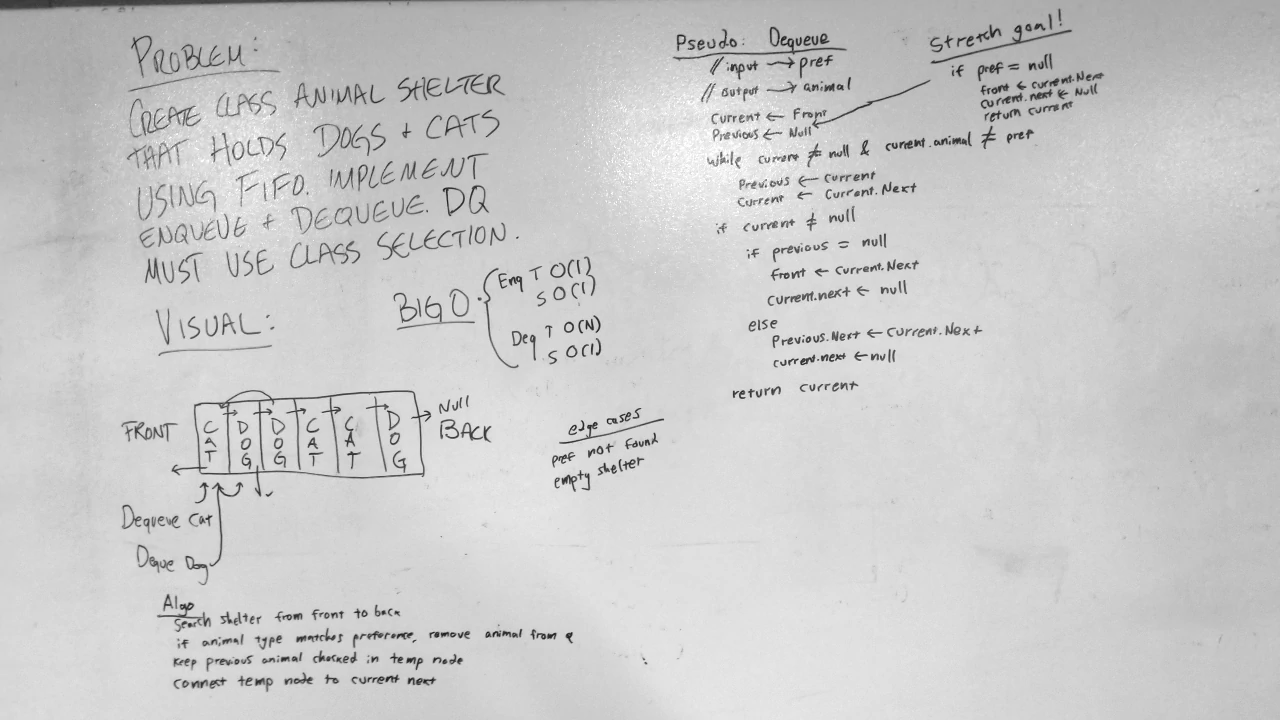 PROBLEM:
CREATE CLASS ANIMAL SHELTER
THAT HOLDS DOGS + CATS
USING FIFO. IMPLEMENT
ENQUEUE + DEQUEUE. DQ
MUST USE CLASS SELECTION.
BIG O
Enq T O(1)
S O(1)
Deq T O(N)
S O(1)
VISUAL:
FRONT
CAT
DOG
DOG
CAT
CAT
DOG
Null
BACK
Dequeue Cat
Deque Dog
edge cases
pref not found
empty shelter
Algo
Search shelter from front to back
if animal type matches preference, remove animal from q
keep previous animal checked in temp node
connect temp node to current next
Pseudo: Dequeue
// input → pref
// output → animal
Current ← Front
Previous ← Null
while current ≠ null & current.animal ≠ pref
Previous ← current
Current ← Current.Next
if current ≠ null
if previous = null
front ← current.Next
current.next ← null
else
Previous.Next ← Current.Next
current.next ← null
return current
Stretch goal!
if pref = null
front ← current.Next
current.next ← Null
return current